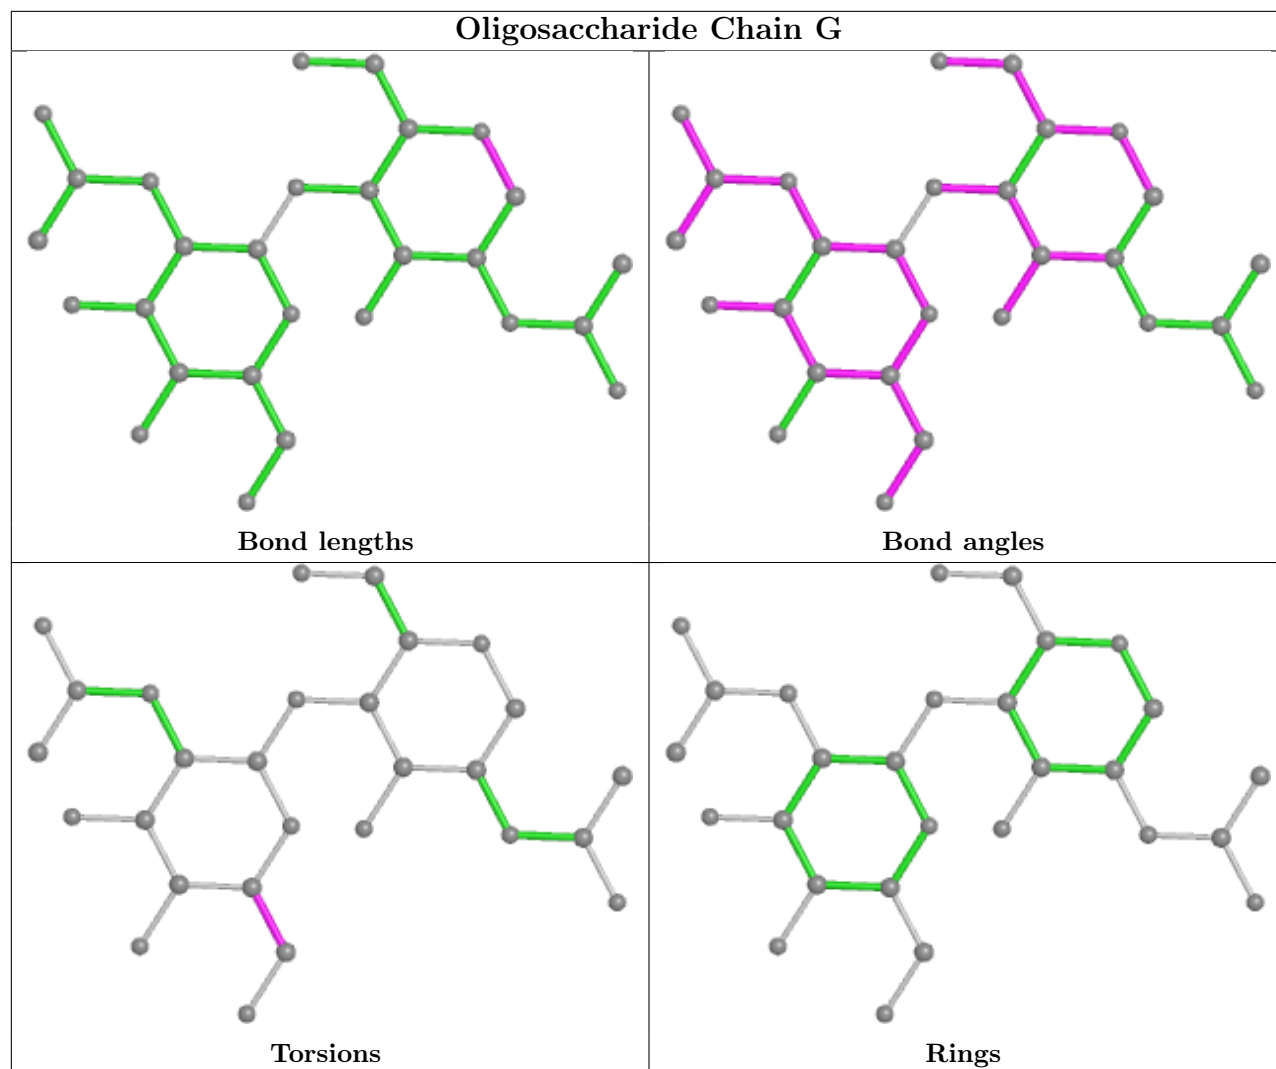 Oligosaccharide Chain G
Bond lengths
Bond angles
Torsions
Rings